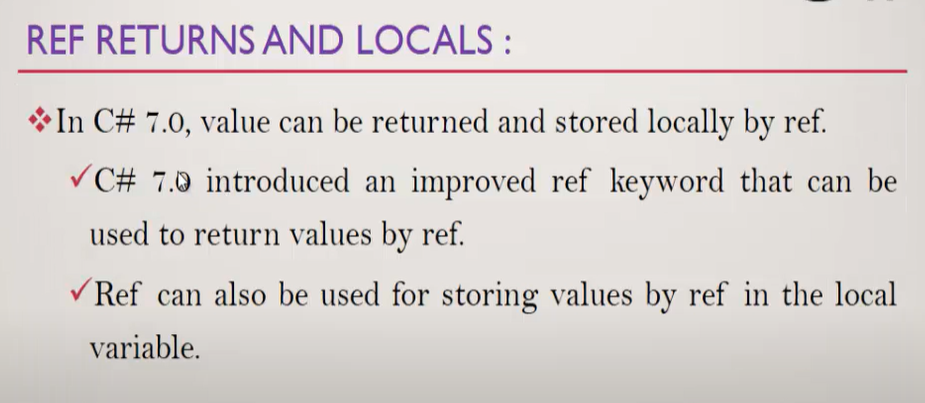 REF RETURNS AND LOCALS :
❖In C# 7.0, value can be returned and stored locally by ref.
✓C# 7.0 introduced an improved ref keyword that can be
used to return values by ref.
✓Ref can also be used for storing values by ref in the local
variable.